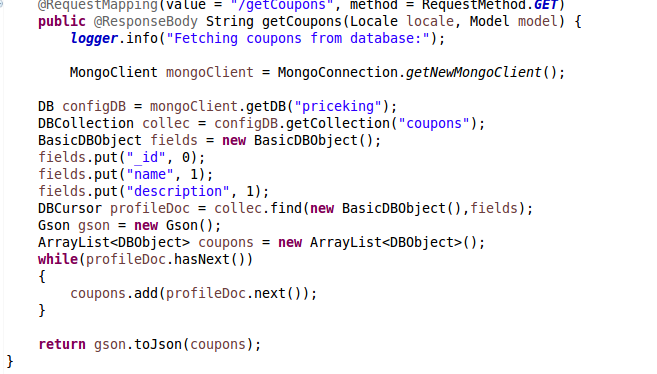 @RequestMapping(value = "/getCoupons", method = RequestMethod.GET)
public @ResponseBody String getCoupons(Locale locale, Model model) {
logger.info("Fetching coupons from database:");
MongoClient mongoClient = MongoConnection.getNewMongoClient();
DB configDB = mongoClient.getDB("priceking");
DBCollection collec = configDB.getCollection("coupons");
BasicDBObject fields = new BasicDBObject();
fields.put("_id", 0);
fields.put("name", 1);
fields.put("description", 1);
DBCursor profileDoc = collec.find(new BasicDBObject(),fields);
Gson gson = new Gson();
ArrayList<DBObject> coupons = new ArrayList<DBObject>();
while(profileDoc.hasNext())
{
coupons.add(profileDoc.next());
}
return gson.toJson(coupons);
}